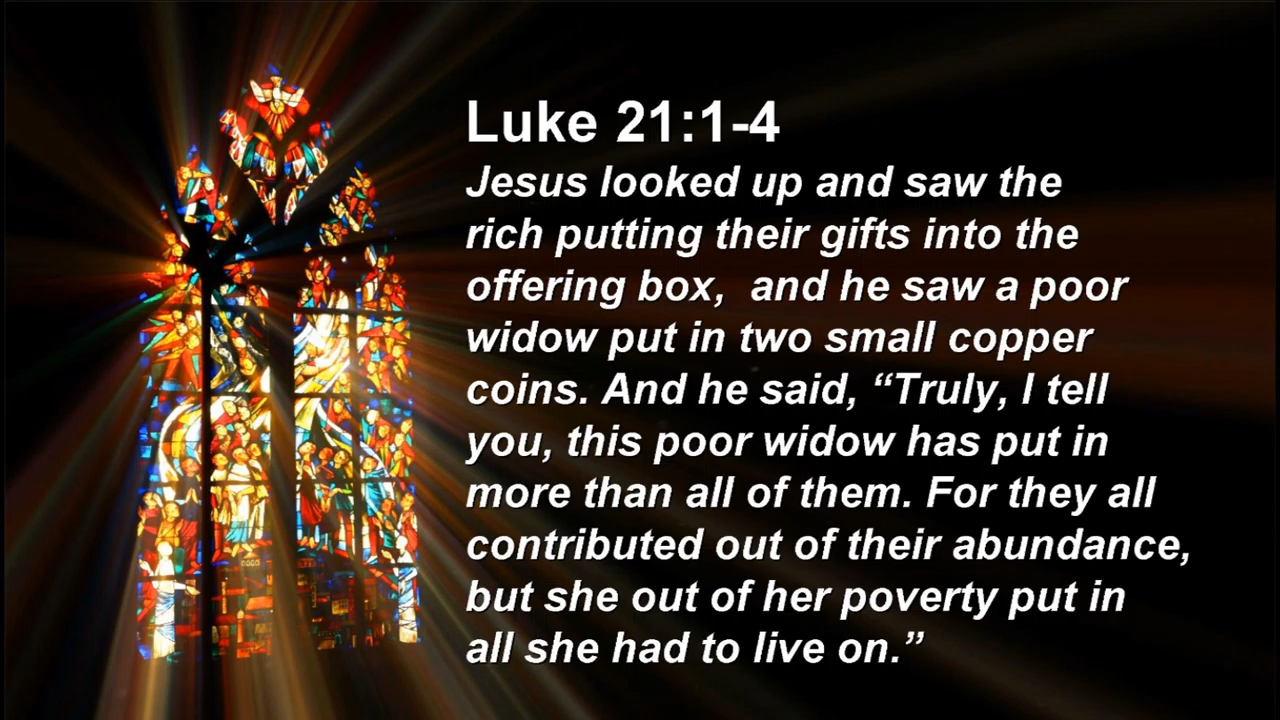 Luke 21:1-4
Jesus looked up and saw the
rich putting their gifts into the
offering box,  and he saw a poor
widow put in two small copper
coins. And he said, “Truly, I tell
you, this poor widow has put in
more than all of them. For they all
contributed out of their abundance,
but she out of her poverty put in
all she had to live on.”